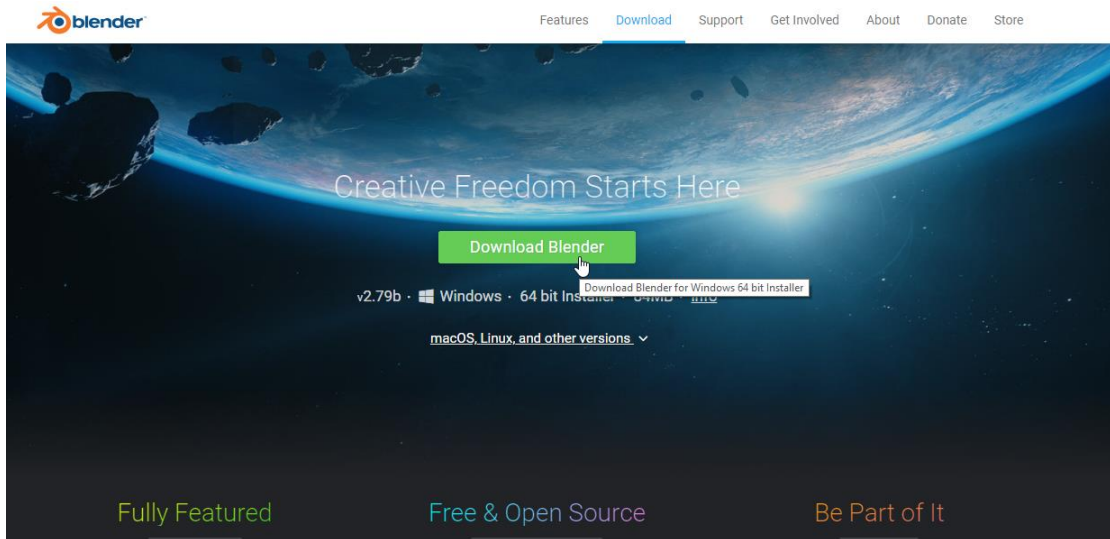 blender
Features Download Support Get Involved About Donate Store
Creative Freedom Starts Here
Download Blender
Download Blender for Windows 64 bit Installer
v2.79b · Windows · 64 bit Installer · 84MB · Info
macOS, Linux, and other versions
Fully Featured Free & Open Source Be Part of It